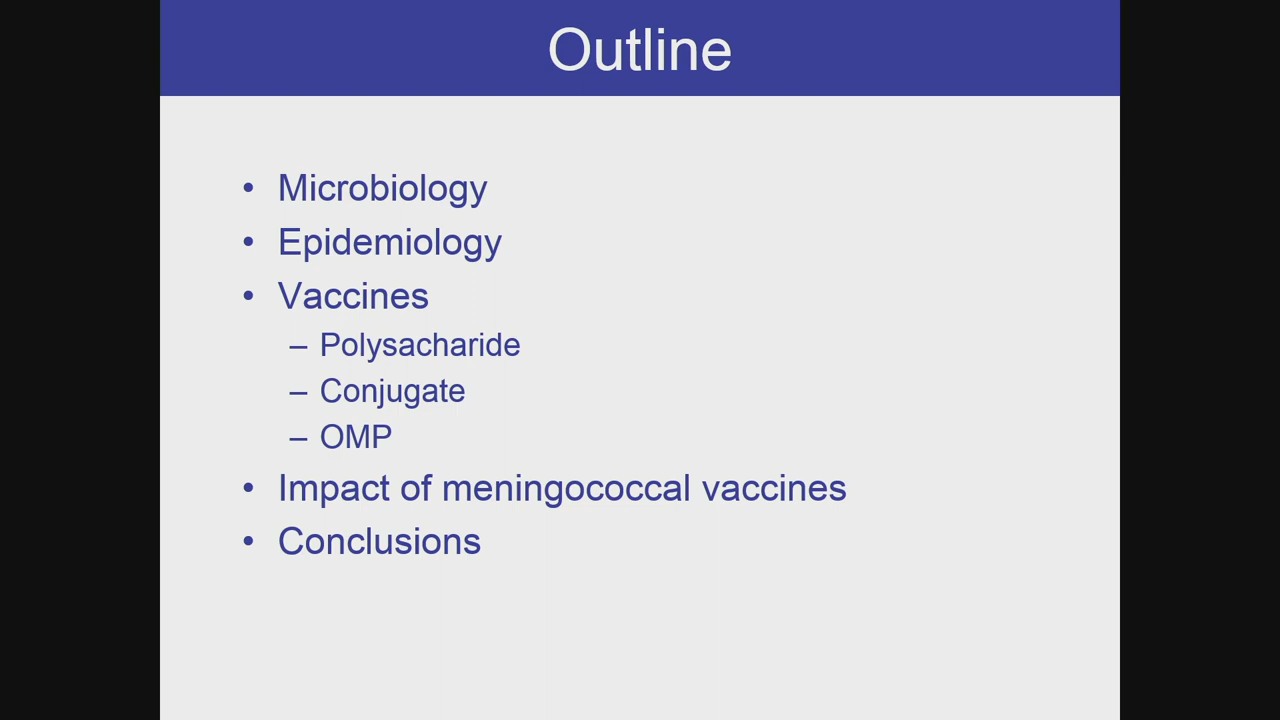 Outline
• Microbiology
• Epidemiology
• Vaccines
– Polysacharide
– Conjugate
– OMP
• Impact of meningococcal vaccines
• Conclusions